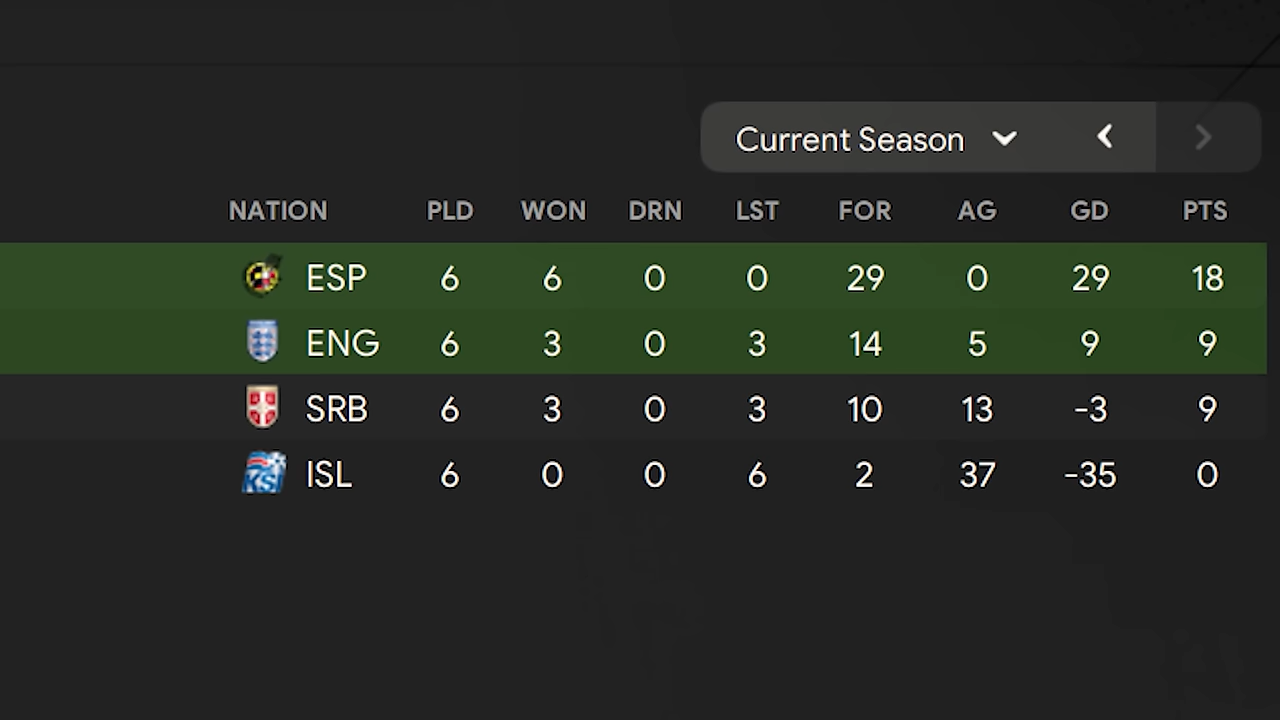 Current Season
NATION PLD WON DRN LST FOR AG GD PTS
ESP 6 6 0 0 29 0 29 18
ENG 6 3 0 3 14 5 9 9
SRB 6 3 0 3 10 13 -3 9
ISL 6 0 0 6 2 37 -35 0